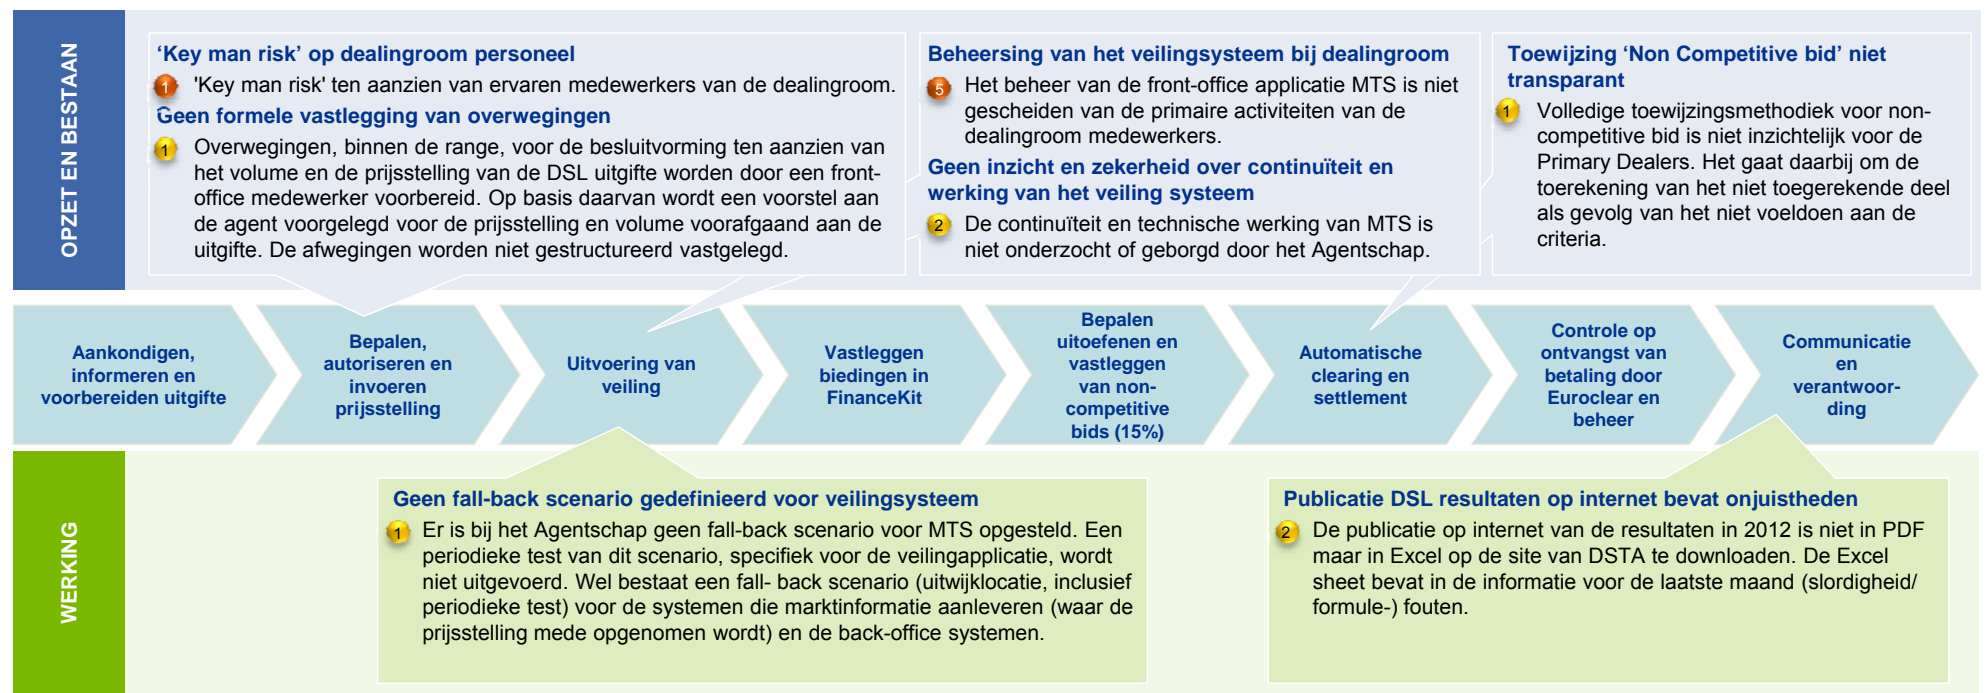 OPZET EN BESTAAN
‘Key man risk’ op dealingroom personeel
1 'Key man risk' ten aanzien van ervaren medewerkers van de dealingroom.
Geen formele vastlegging van overwegingen
1 Overwegingen, binnen de range, voor de besluitvorming ten aanzien van
het volume en de prijsstelling van de DSL uitgifte worden door een front-
office medewerker voorbereid. Op basis daarvan wordt een voorstel aan
de agent voorgelegd voor de prijsstelling en volume voorafgaand aan de
uitgifte. De afwegingen worden niet gestructureerd vastgelegd.
Beheersing van het veilingsysteem bij dealingroom
5 Het beheer van de front-office applicatie MTS is niet
gescheiden van de primaire activiteiten van de
dealingroom medewerkers.
Geen inzicht en zekerheid over continuïteit en
werking van het veiling systeem
2 De continuïteit en technische werking van MTS is
niet onderzocht of geborgd door het Agentschap.
Toewijzing ‘Non Competitive bid’ niet
transparant
1 Volledige toewijzingsmethodiek voor non-
competitive bid is niet inzichtelijk voor de
Primary Dealers. Het gaat daarbij om de
toerekening van het niet toegerekende deel
als gevolg van het niet voeldoen aan de
criteria.
Aankondigen,
informeren en
voorbereiden uitgifte
Bepalen,
autoriseren en
invoeren
prijsstelling
Uitvoering van
veiling
Vastleggen
biedingen in
FinanceKit
Bepalen
uitoefenen en
vastleggen
van non-
competitive
bids (15%)
Automatische
clearing en
settlement
Controle op
ontvangst van
betaling door
Euroclear en
beheer
Communicatie
en
verantwoor-
ding
WERKING
Geen fall-back scenario gedefinieerd voor veilingsysteem
1 Er is bij het Agentschap geen fall-back scenario voor MTS opgesteld. Een
periodieke test van dit scenario, specifiek voor de veilingapplicatie, wordt
niet uitgevoerd. Wel bestaat een fall- back scenario (uitwijklocatie, inclusief
periodieke test) voor de systemen die marktinformatie aanleveren (waar de
prijsstelling mede opgenomen wordt) en de back-office systemen.
Publicatie DSL resultaten op internet bevat onjuistheden
2 De publicatie op internet van de resultaten in 2012 is niet in PDF
maar in Excel op de site van DSTA te downloaden. De Excel
sheet bevat in de informatie voor de laatste maand (slordigheid/
formule-) fouten.